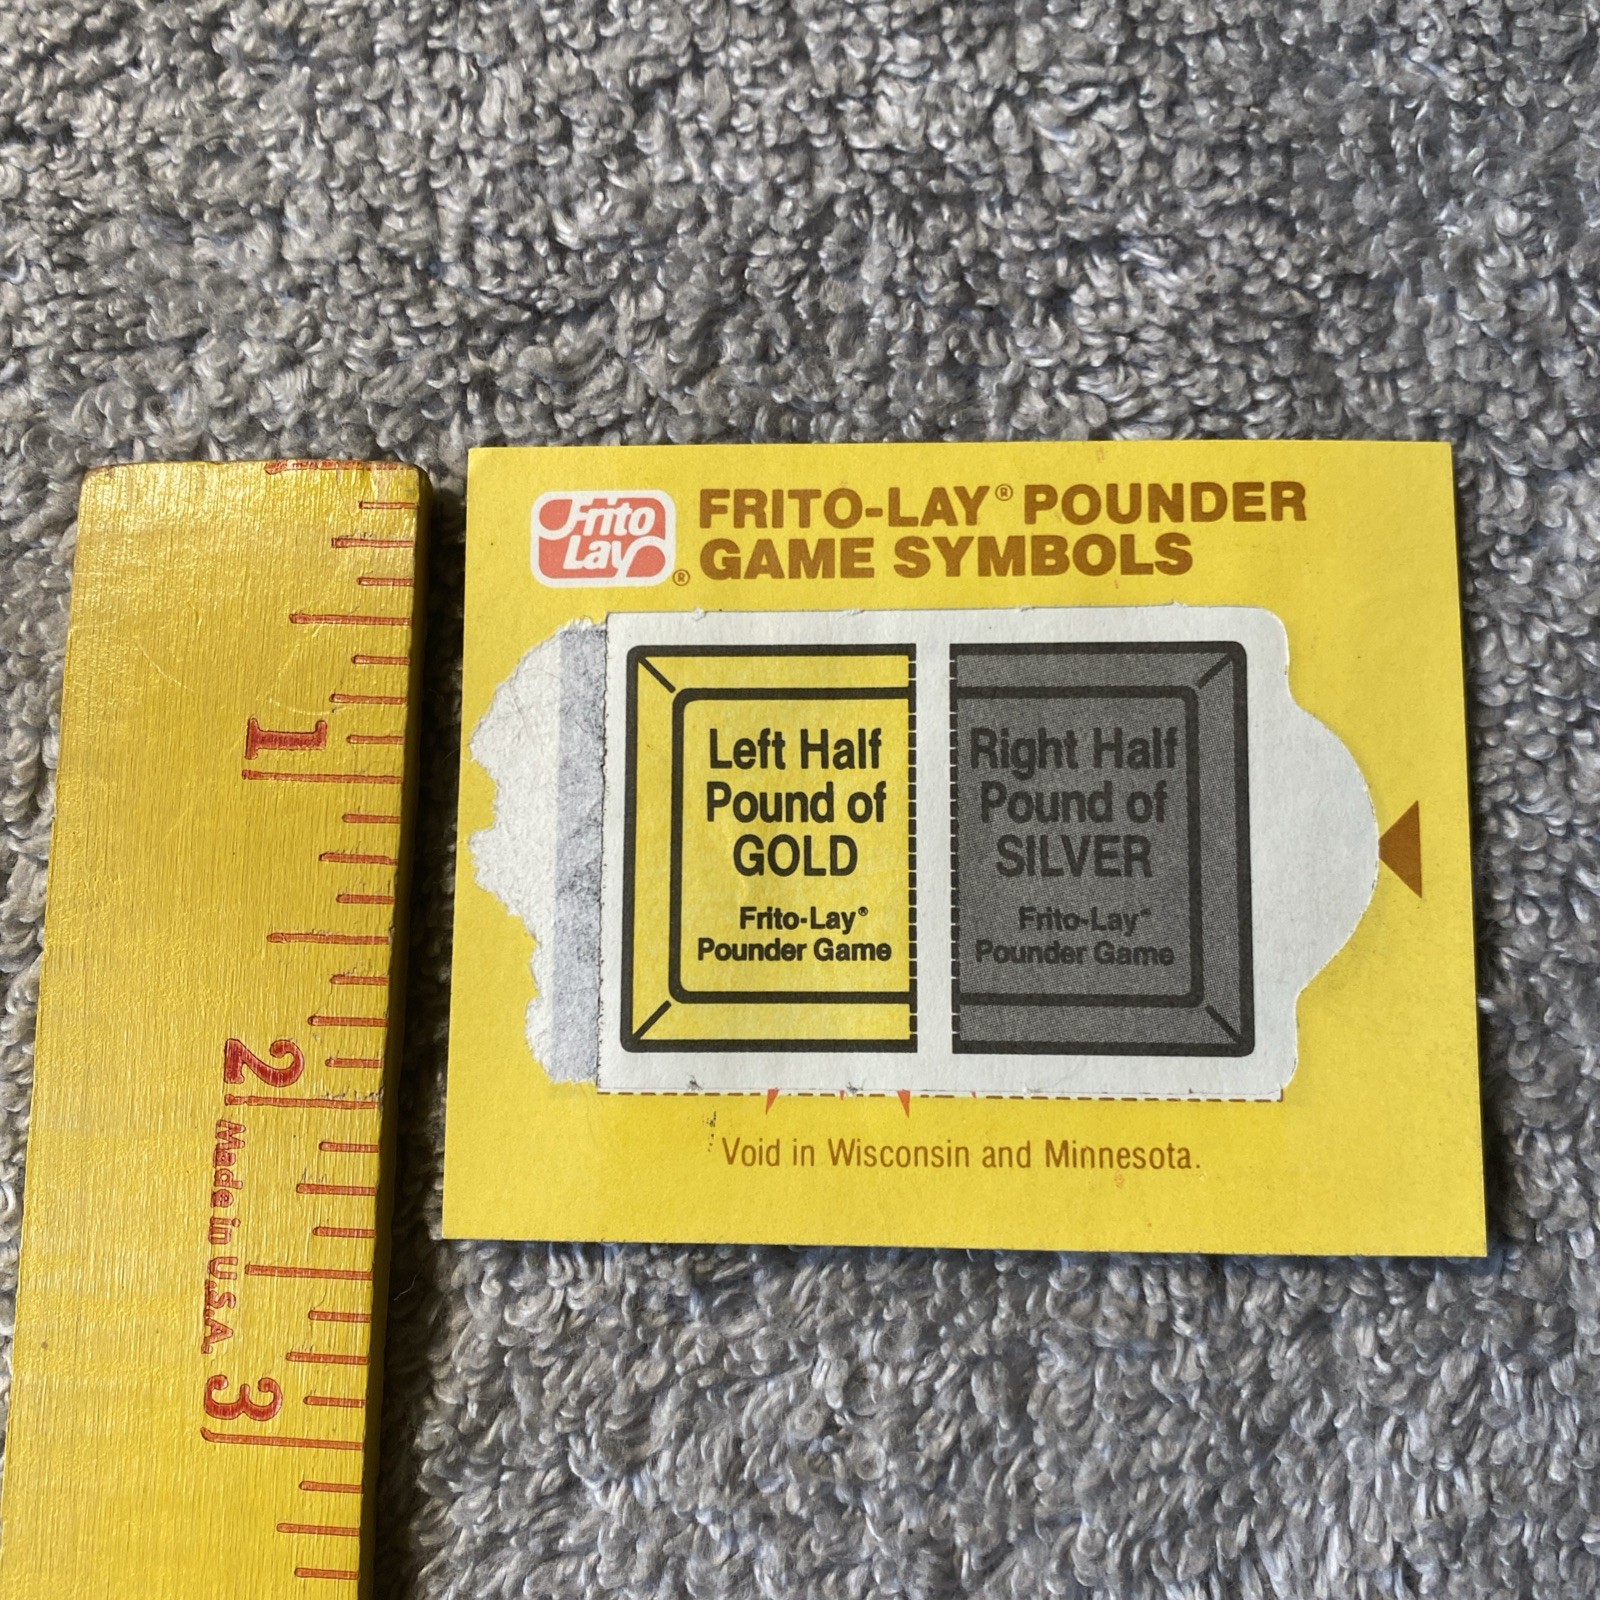 Frito
Lay®
FRITO-LAY® POUNDER
GAME SYMBOLS
Left Half
Pound of
GOLD
Frito-Lay®
Pounder Game
Right Half
Pound of
SILVER
Frito-Lay®
Pounder Game
Void in Wisconsin and Minnesota.
1
2
Made in U.S.A.
3